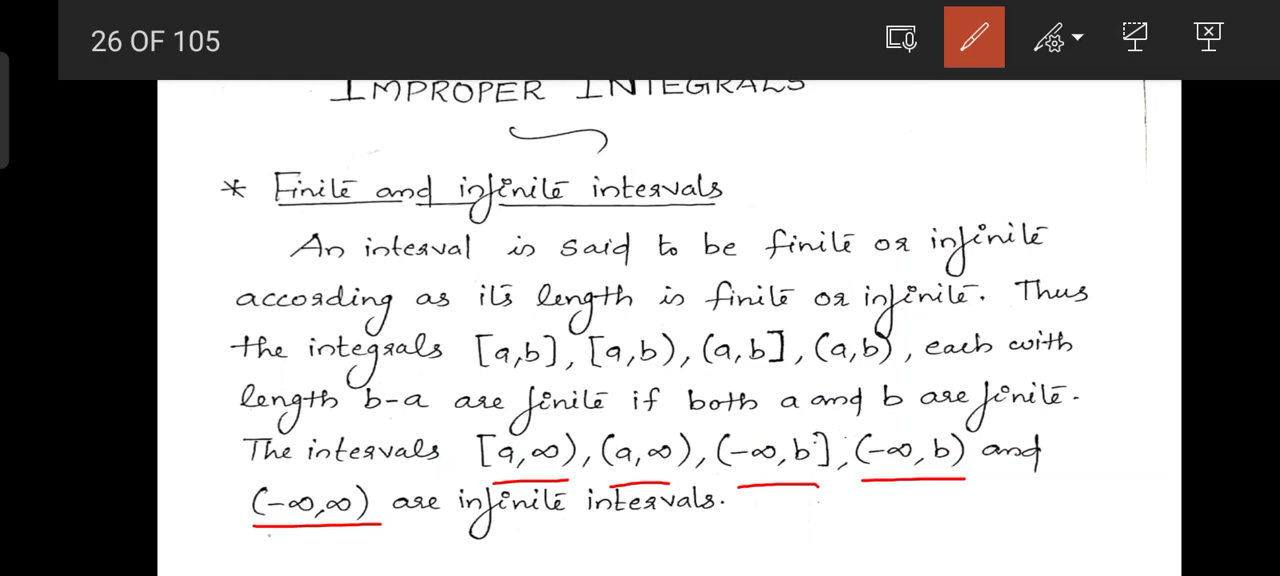 26 OF 105
IMPROPER INTEGRALS
* Finite and infinite intervals
An interval is said to be finite or infinite
according as its length is finite or infinite. Thus
the integrals [a,b], [a,b), (a,b], (a,b), each with
length b-a are finite if both a and b are finite.
The intervals [a,∞), (a,∞), (-∞,b], (-∞,b) and
(-∞,∞) are infinite intervals.